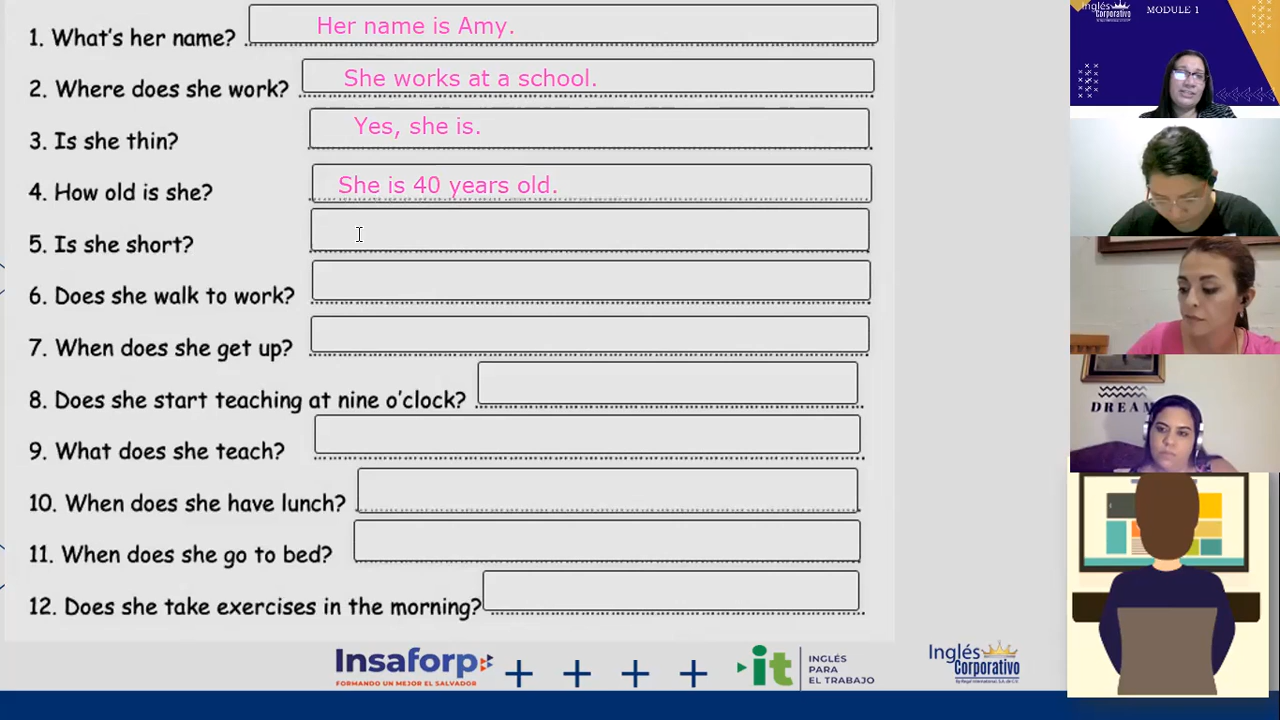 1. What's her name? Her name is Amy.
2. Where does she work? She works at a school.
3. Is she thin? Yes, she is.
4. How old is she? She is 40 years old.
5. Is she short?
6. Does she walk to work?
7. When does she get up?
8. Does she start teaching at nine o'clock?
9. What does she teach?
10. When does she have lunch?
11. When does she go to bed?
12. Does she take exercises in the morning?
Insaforp
FORMANDO UN MEJOR EL SALVADOR
it
INGLÉS
PARA
EL TRABAJO
Inglés
Corporativo
Inglés
Corporativo
MODULE 1
DREAM